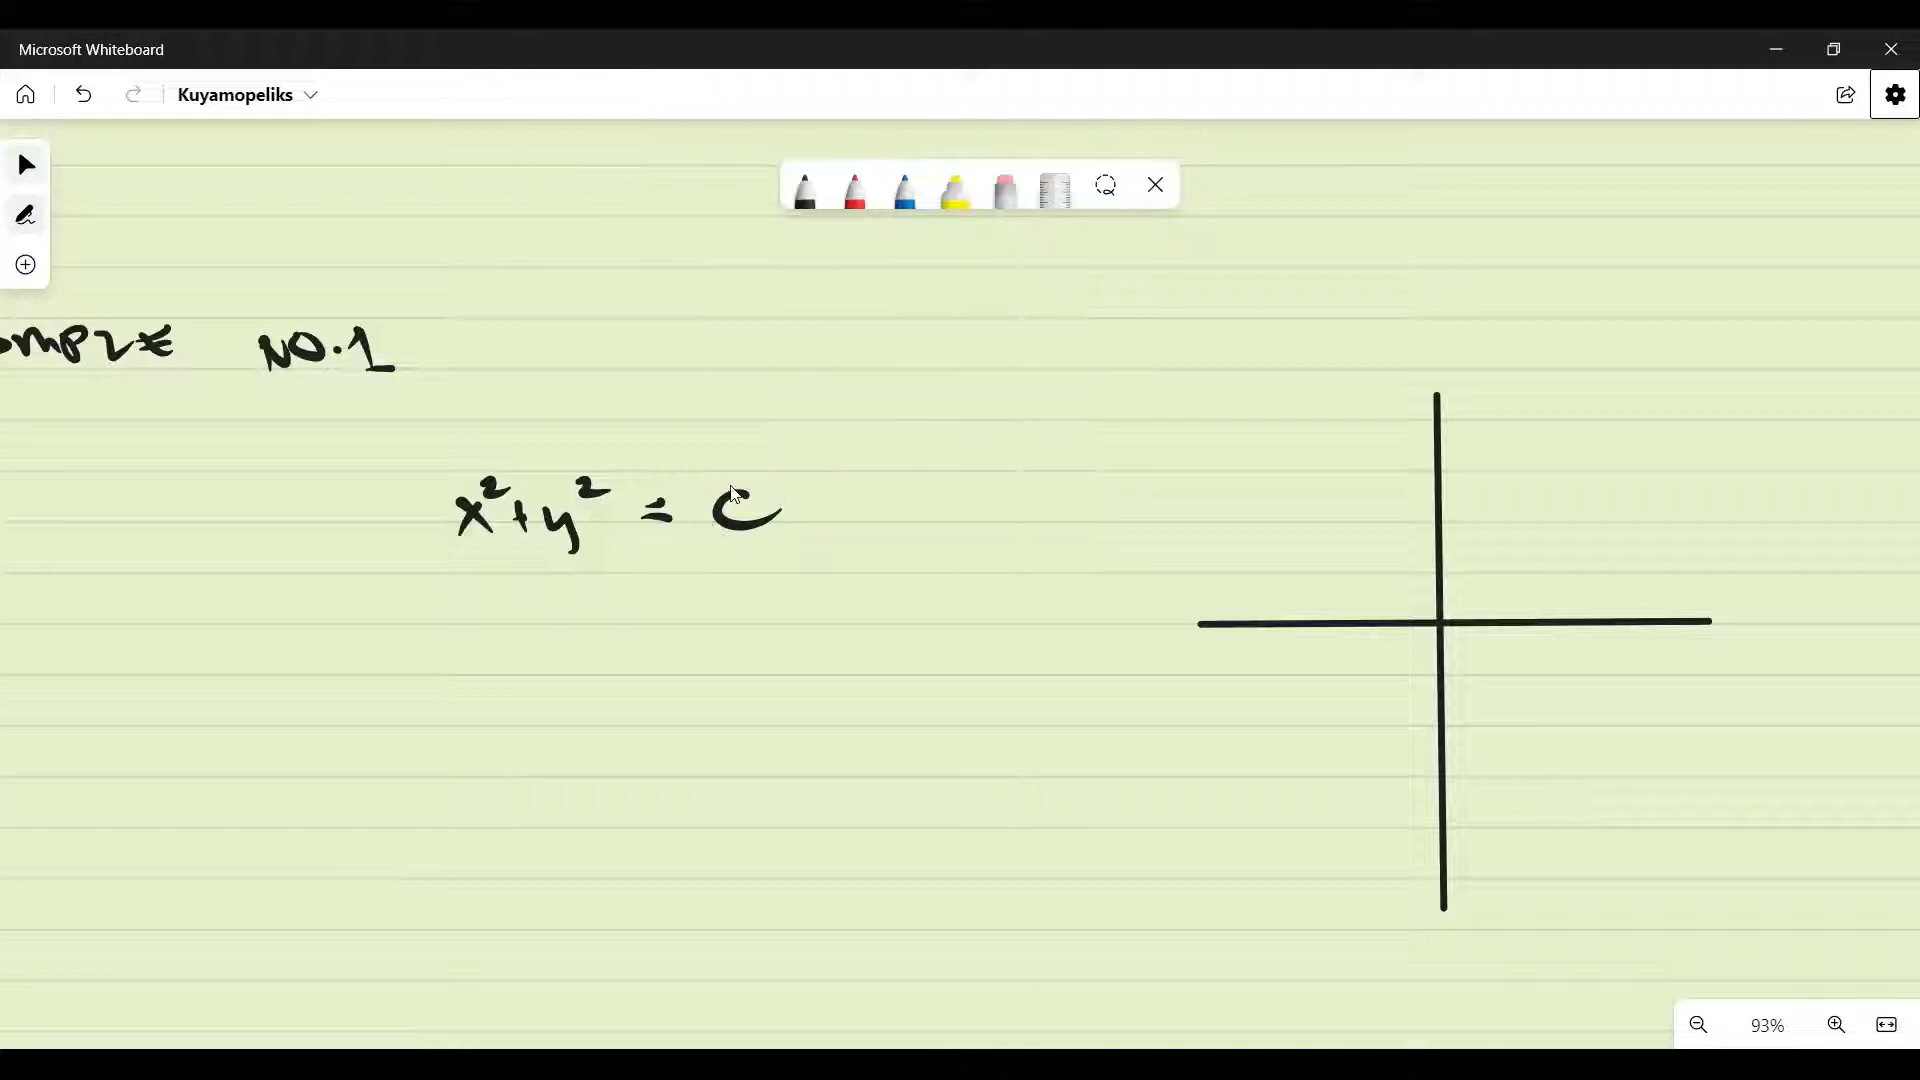 Microsoft Whiteboard
Kuyamopeliks
NO.1
x²+y² = C
93%